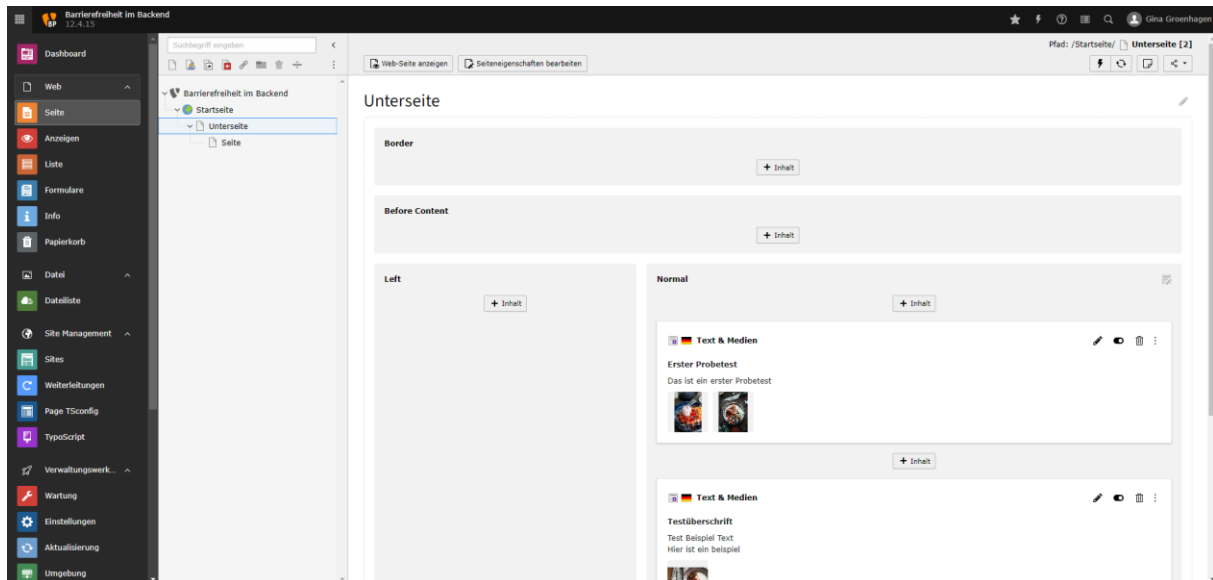 Barrierefreiheit im Backend
12.4.15
Gina Groenhagen
Dashboard
Web
Seite
Anzeigen
Liste
Formulare
Info
Papierkorb
Datei
Dateiliste
Site Management
Sites
Weiterleitungen
Page TSconfig
TypoScript
Verwaltungswerk...
Wartung
Einstellungen
Aktualisierung
Umgebung
Suchbegriff eingeben
Barrierefreiheit im Backend
Startseite
Unterseite
Seite
Pfad: /Startseite/ Unterseite [2]
Web-Seite anzeigen
Seiteneigenschaften bearbeiten
Unterseite
Border
+ Inhalt
Before Content
+ Inhalt
Left
+ Inhalt
Normal
+ Inhalt
Text & Medien
Erster Probetest
Das ist ein erster Probetest
+ Inhalt
Text & Medien
Testüberschrift
Test Beispiel Text
Hier ist ein beispiel